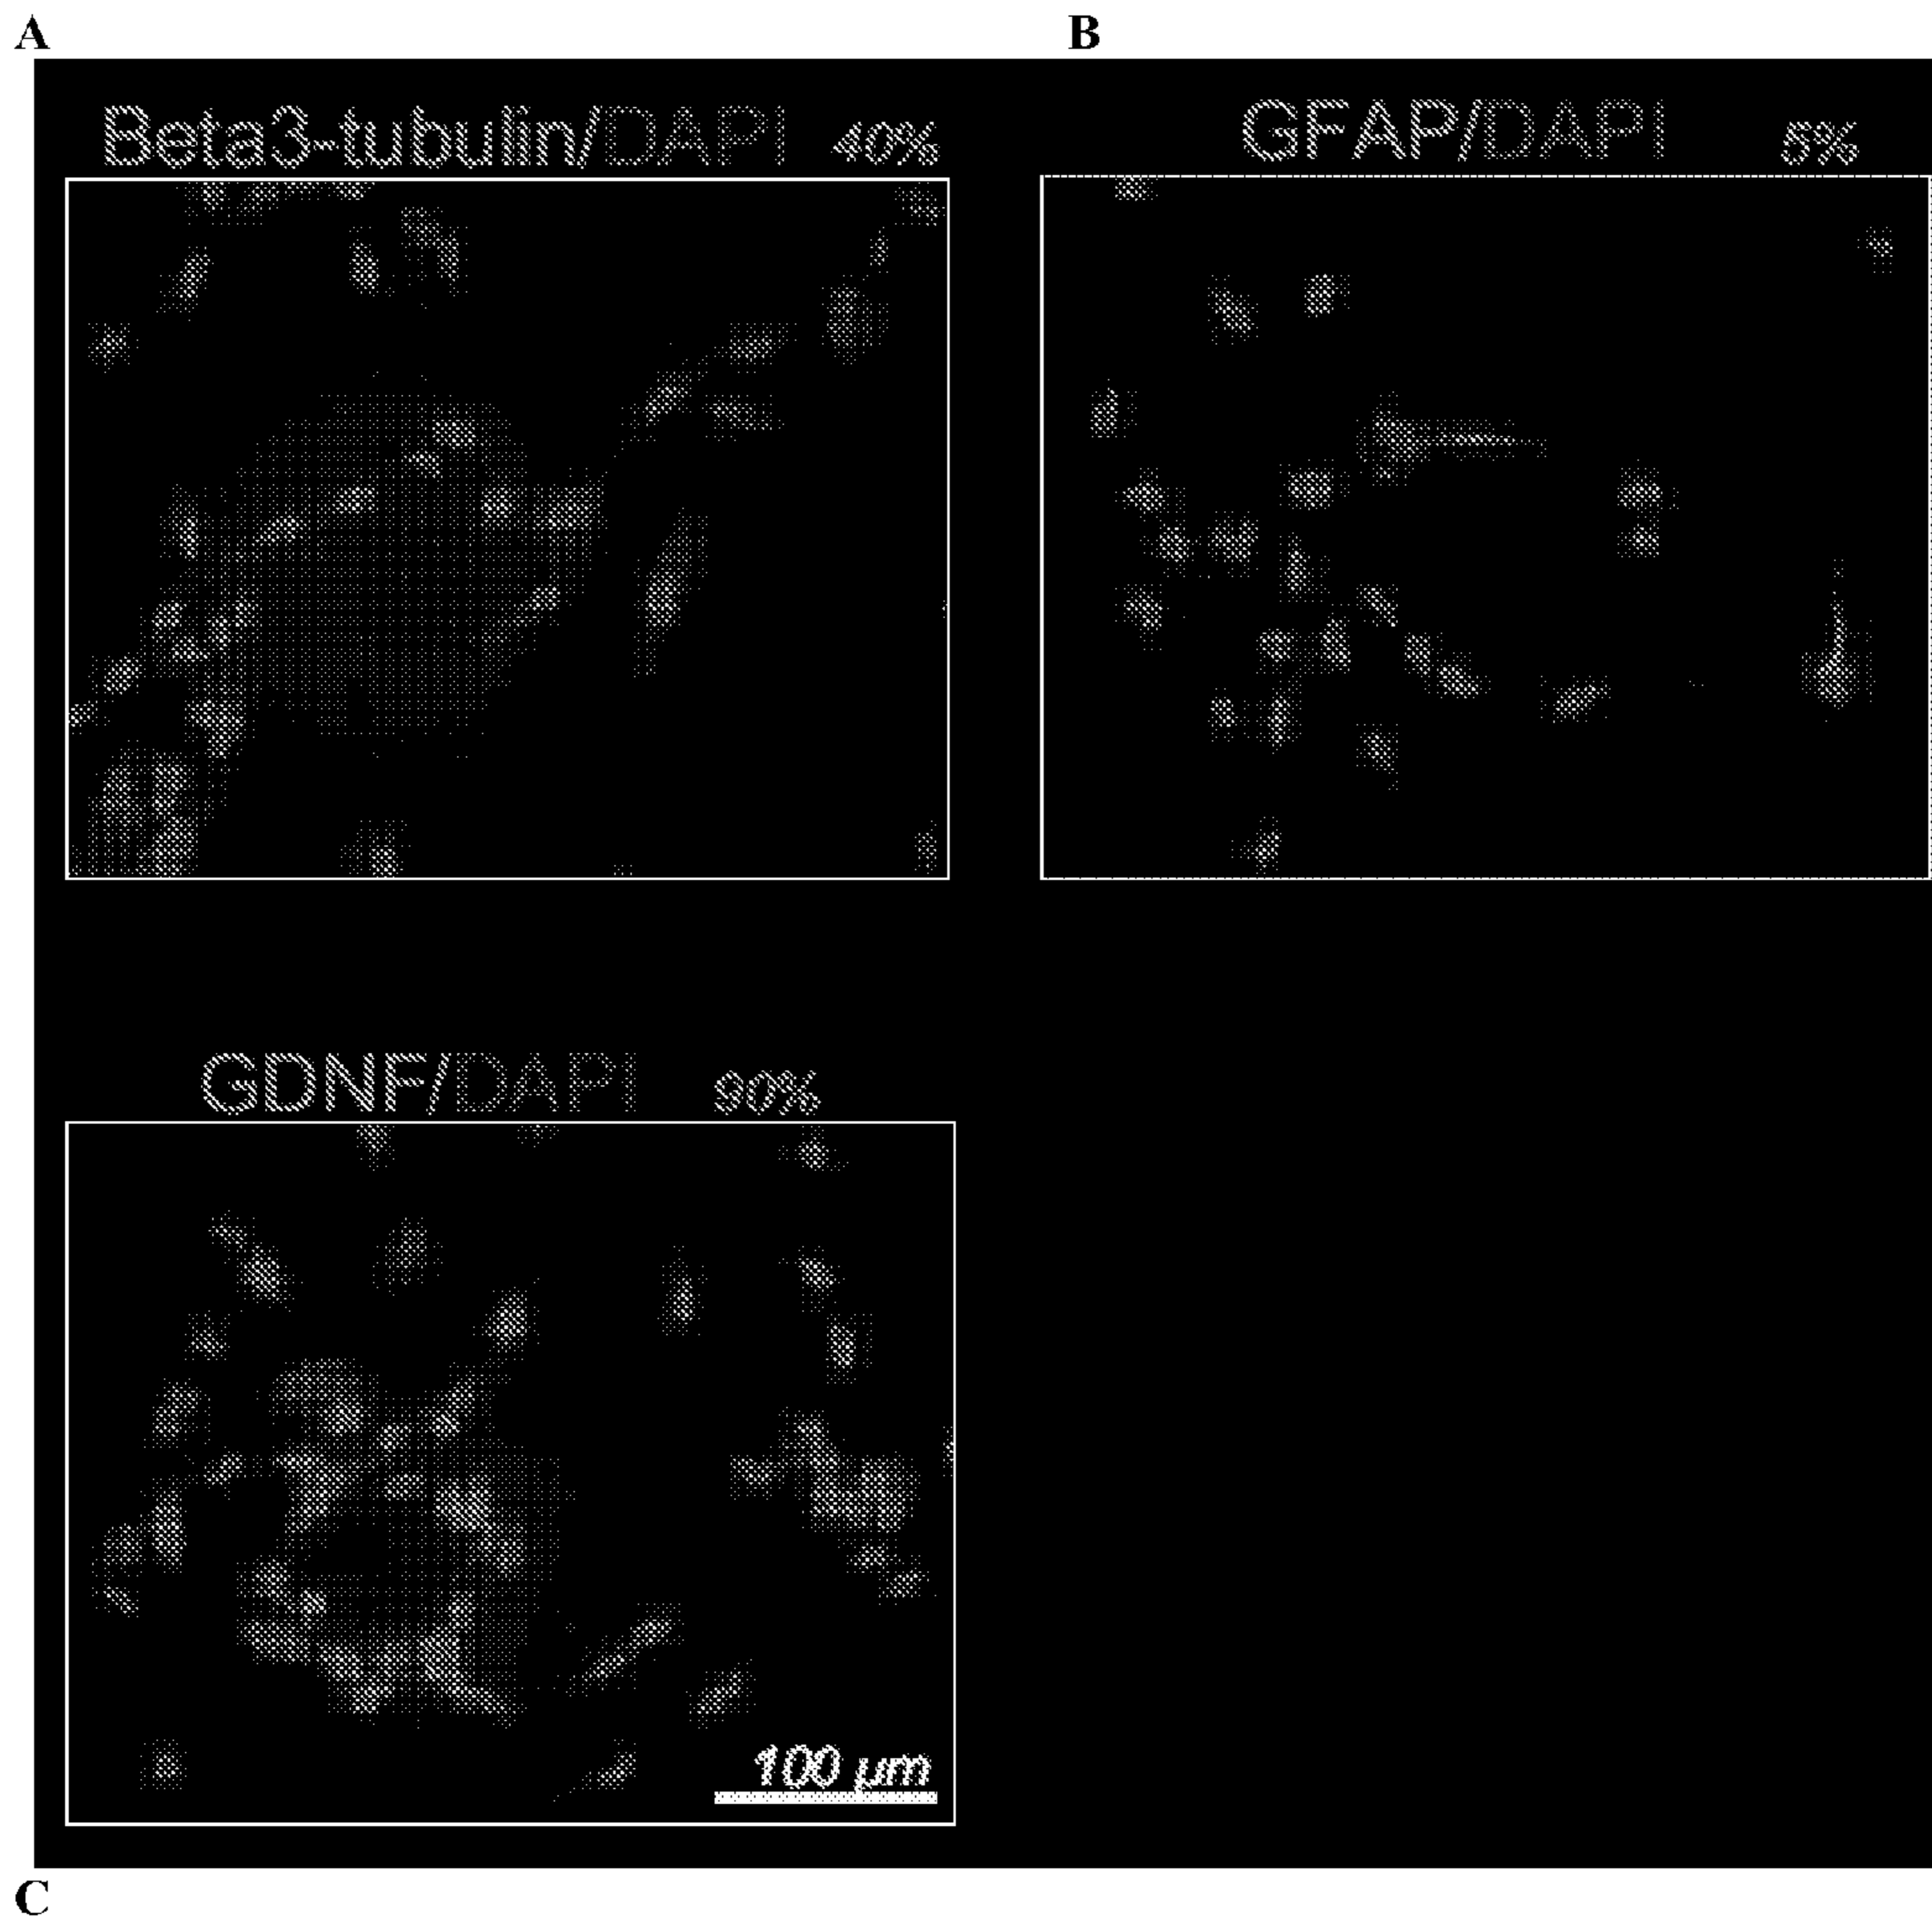 A
B
Beta3-tubulin/DAPI 40%
GFAP/DAPI 5%
GDNF/DAPI 90%
100 µm
C